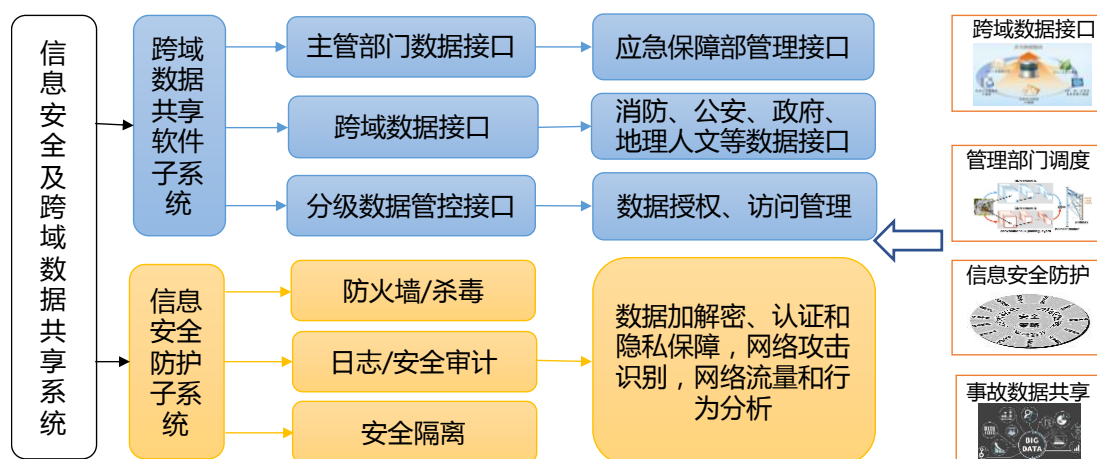 信息安全及跨域数据共享系统
跨域
数据
共享
软件
子系
统
主管部门数据接口
应急保障部管理接口
跨域数据接口
消防、公安、政府、
地理人文等数据接口
分级数据管控接口
数据授权、访问管理
信息
安全
防护
子系
统
防火墙/杀毒
日志/安全审计
安全隔离
数据加解密、认证和
隐私保障，网络攻击
识别，网络流量和行
为分析
跨域数据接口
管理部门调度
信息安全防护
安全
事故数据共享
BIG
DATA